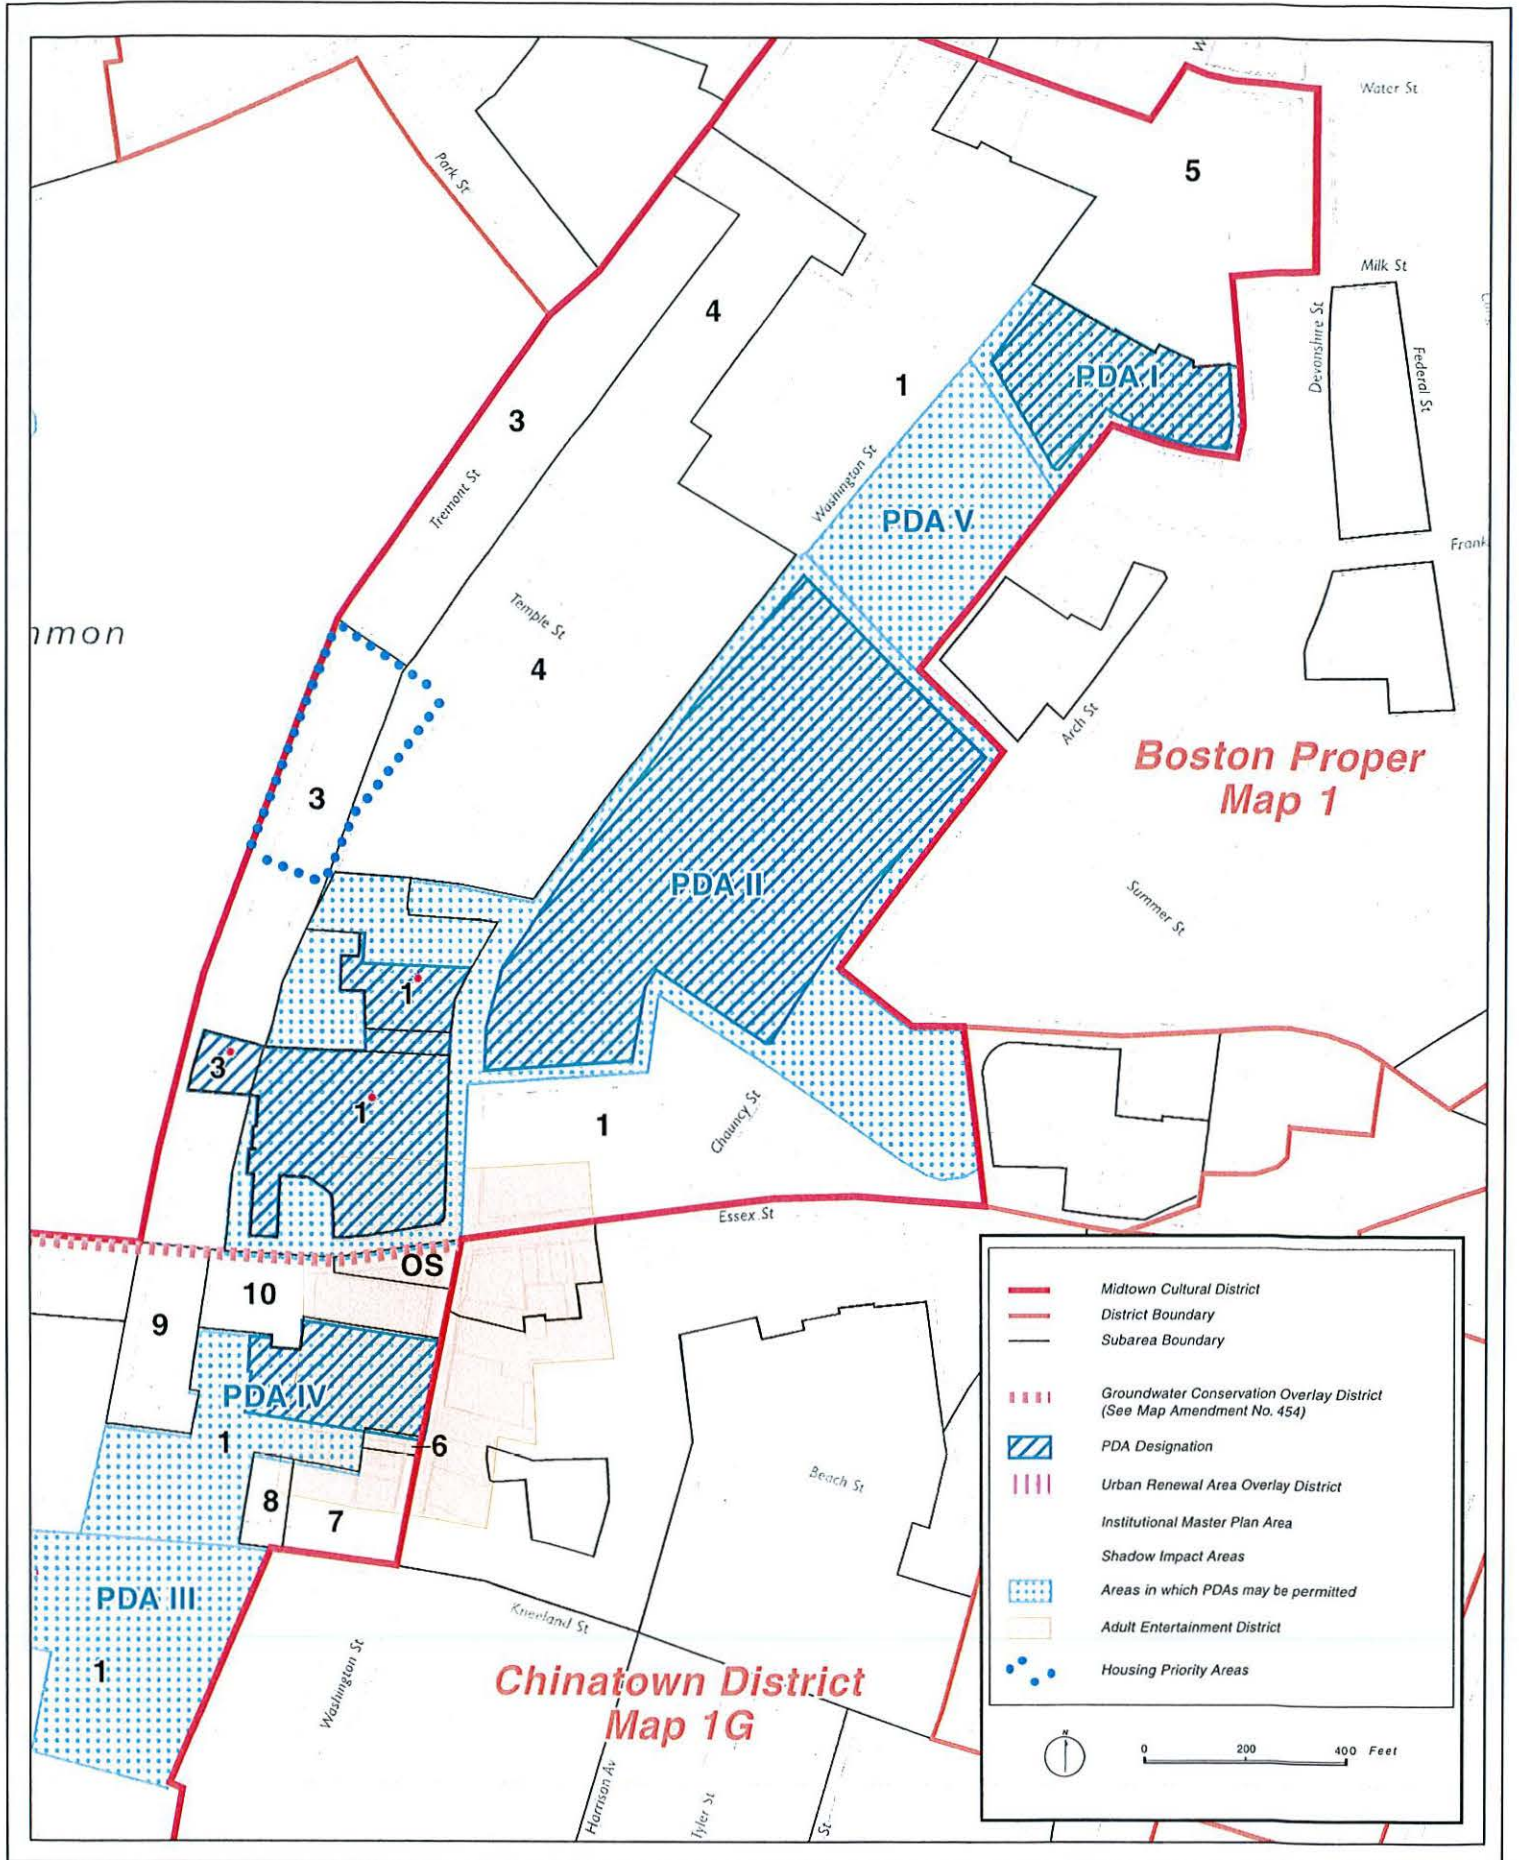 Water St
Park St
5
Milk St
Devonshire St
Federal St
4
PDA I
1
3
Tremont St
Washington St
PDA V
Frank
Temple St
mmon
4
Arch St
Boston Proper
Map 1
3
PDA II
Summer St
1
3
1
1
Chauncy St
Essex St
OS
10
9
PDA IV
1
6
8
7
Beach St
PDA III
1
Kneeland St
Washington St
Chinatown District
Map 1G
Harrison Av
Tyler St
St
Midtown Cultural District
District Boundary
Subarea Boundary
Groundwater Conservation Overlay District
(See Map Amendment No. 454)
PDA Designation
Urban Renewal Area Overlay District
Institutional Master Plan Area
Shadow Impact Areas
Areas in which PDAs may be permitted
Adult Entertainment District
Housing Priority Areas
N
0 200 400 Feet